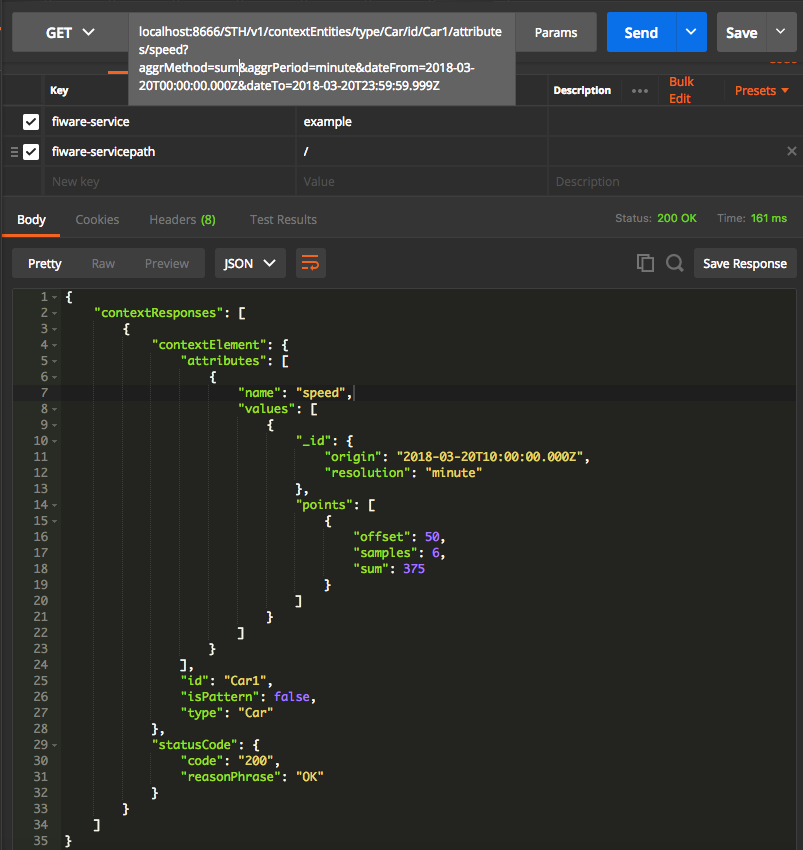 GET
localhost:8666/STH/v1/contextEntities/type/Car/id/Car1/attribute
s/speed?
aggrMethod=sum&aggrPeriod=minute&dateFrom=2018-03-
20T00:00:00.000Z&dateTo=2018-03-20T23:59:59.999Z
Params
Send
Save
Key
Description
Bulk
Edit
Presets
fiware-service example
fiware-servicepath /
New key Value Description
Body Cookies Headers (8) Test Results Status: 200 OK Time: 161 ms
Pretty Raw Preview JSON Save Response
1 {
2 "contextResponses": [
3 {
4 "contextElement": {
5 "attributes": [
6 {
7 "name": "speed",
8 "values": [
9 {
10 "_id": {
11 "origin": "2018-03-20T10:00:00.000Z",
12 "resolution": "minute"
13 },
14 "points": [
15 {
16 "offset": 50,
17 "samples": 6,
18 "sum": 375
19 }
20 ]
21 }
22 ]
23 }
24 ],
25 "id": "Car1",
26 "isPattern": false,
27 "type": "Car"
28 },
29 "statusCode": {
30 "code": "200",
31 "reasonPhrase": "OK"
32 }
33 }
34 ]
35 }